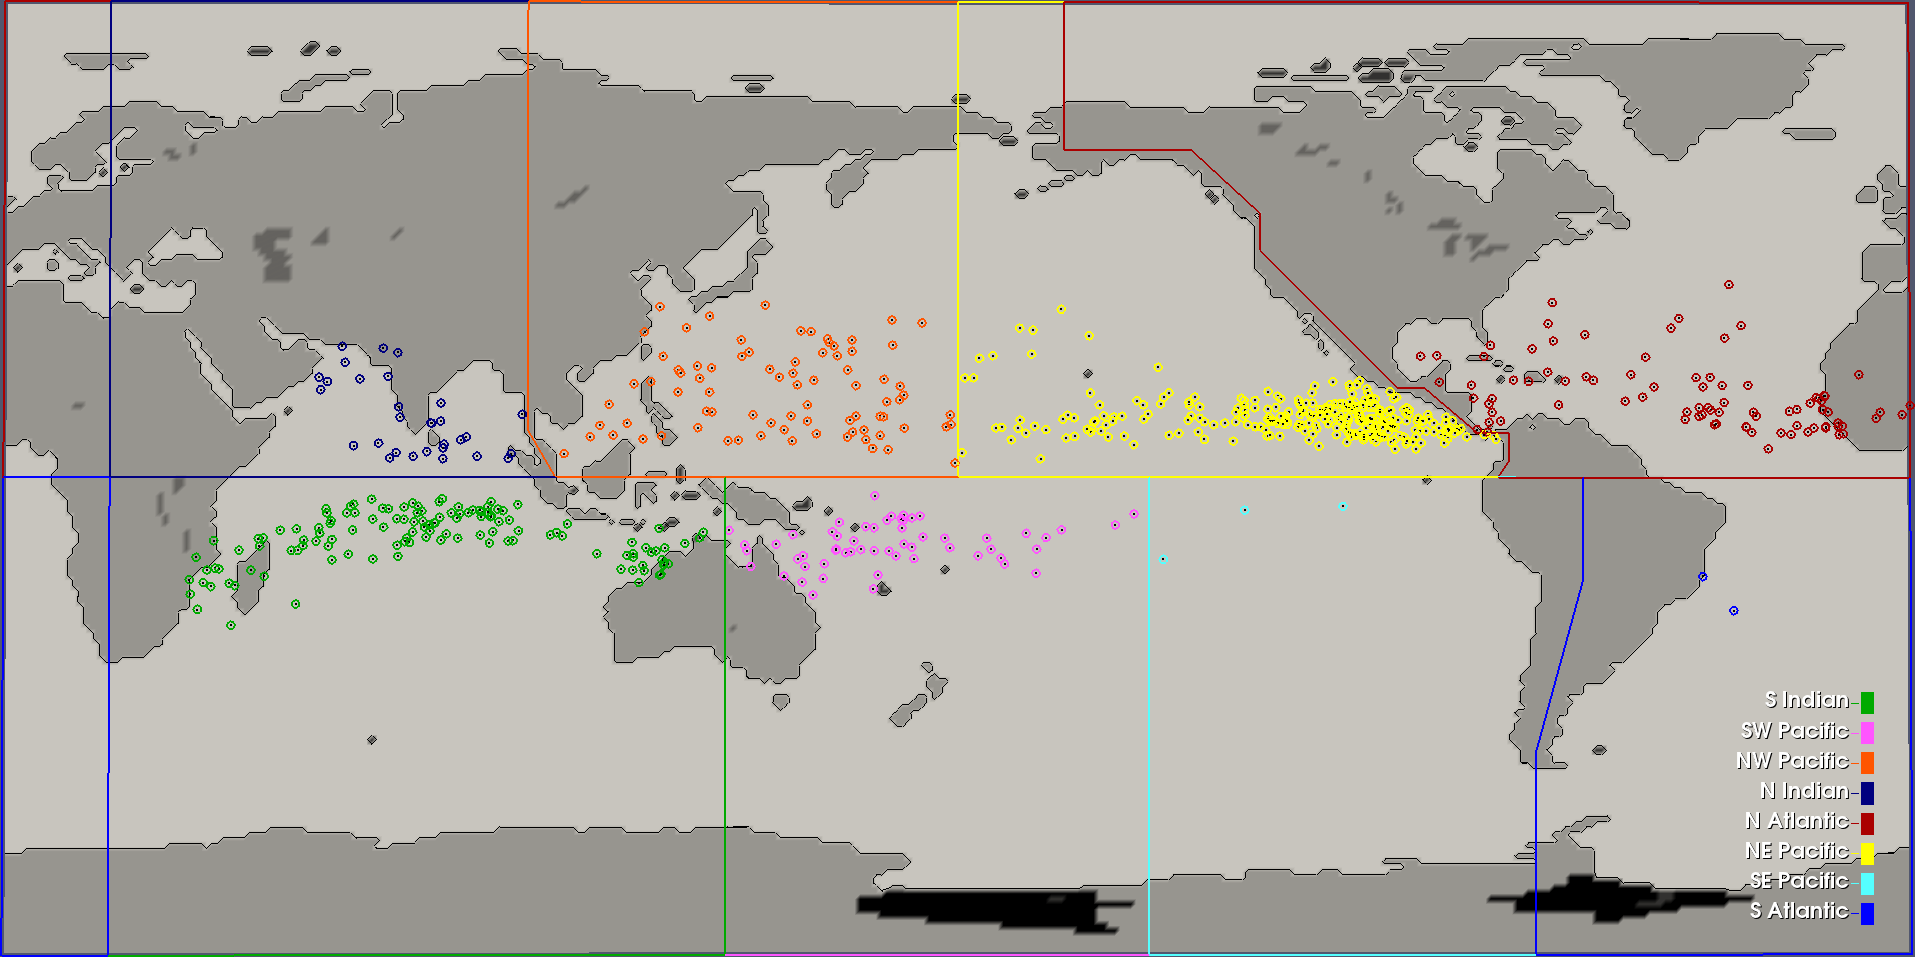 S Indian
SW Pacific
NW Pacific
N Indian
N Atlantic
NE Pacific
SE Pacific
S Atlantic